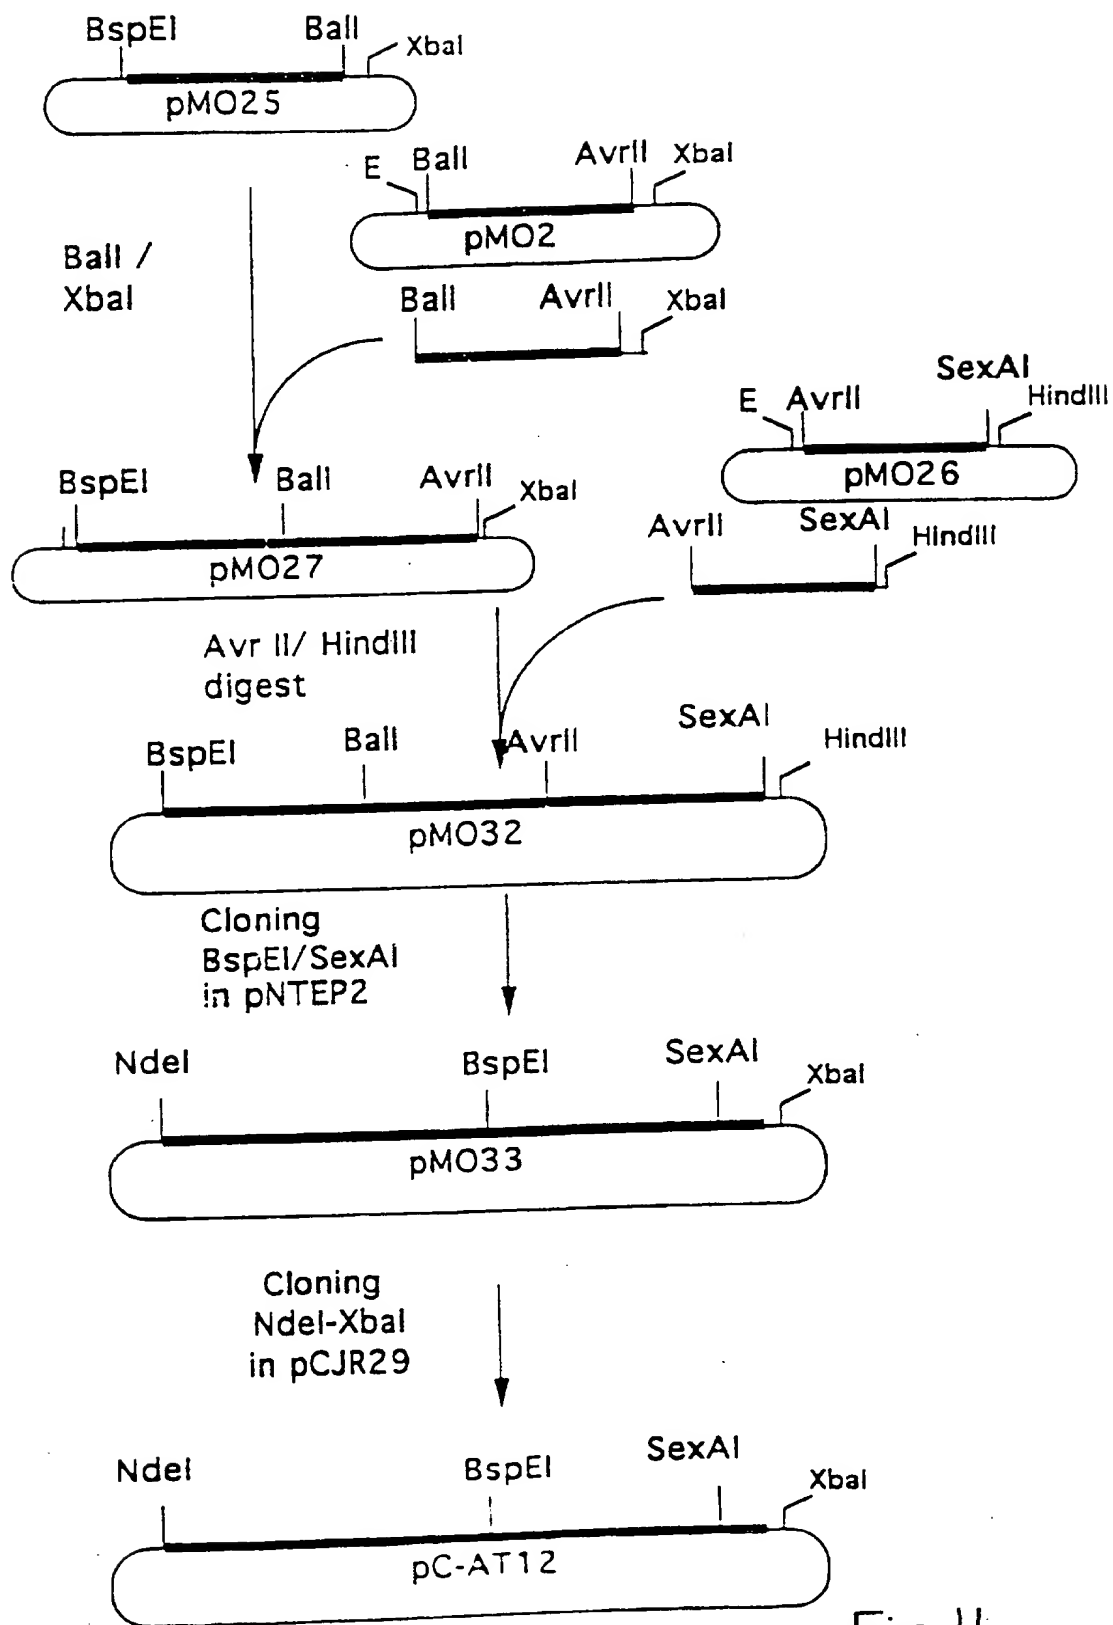 BspEI BalI XbaI
pMO25
E BalI AvrII XbaI
pMO2
BalI /
XbaI
BalI AvrII XbaI
SexAI
E AvrII HindIII
pMO26
BspEI BalI AvrII XbaI
pMO27
AvrII SexAI HindIII
Avr II/ HindIII
digest
BspEI BalI AvrII SexAI HindIII
pMO32
Cloning
BspEI/SexAI
in pNTEP2
NdeI BspEI SexAI XbaI
pMO33
Cloning
NdeI-XbaI
in pCJR29
NdeI BspEI SexAI XbaI
pC-AT12